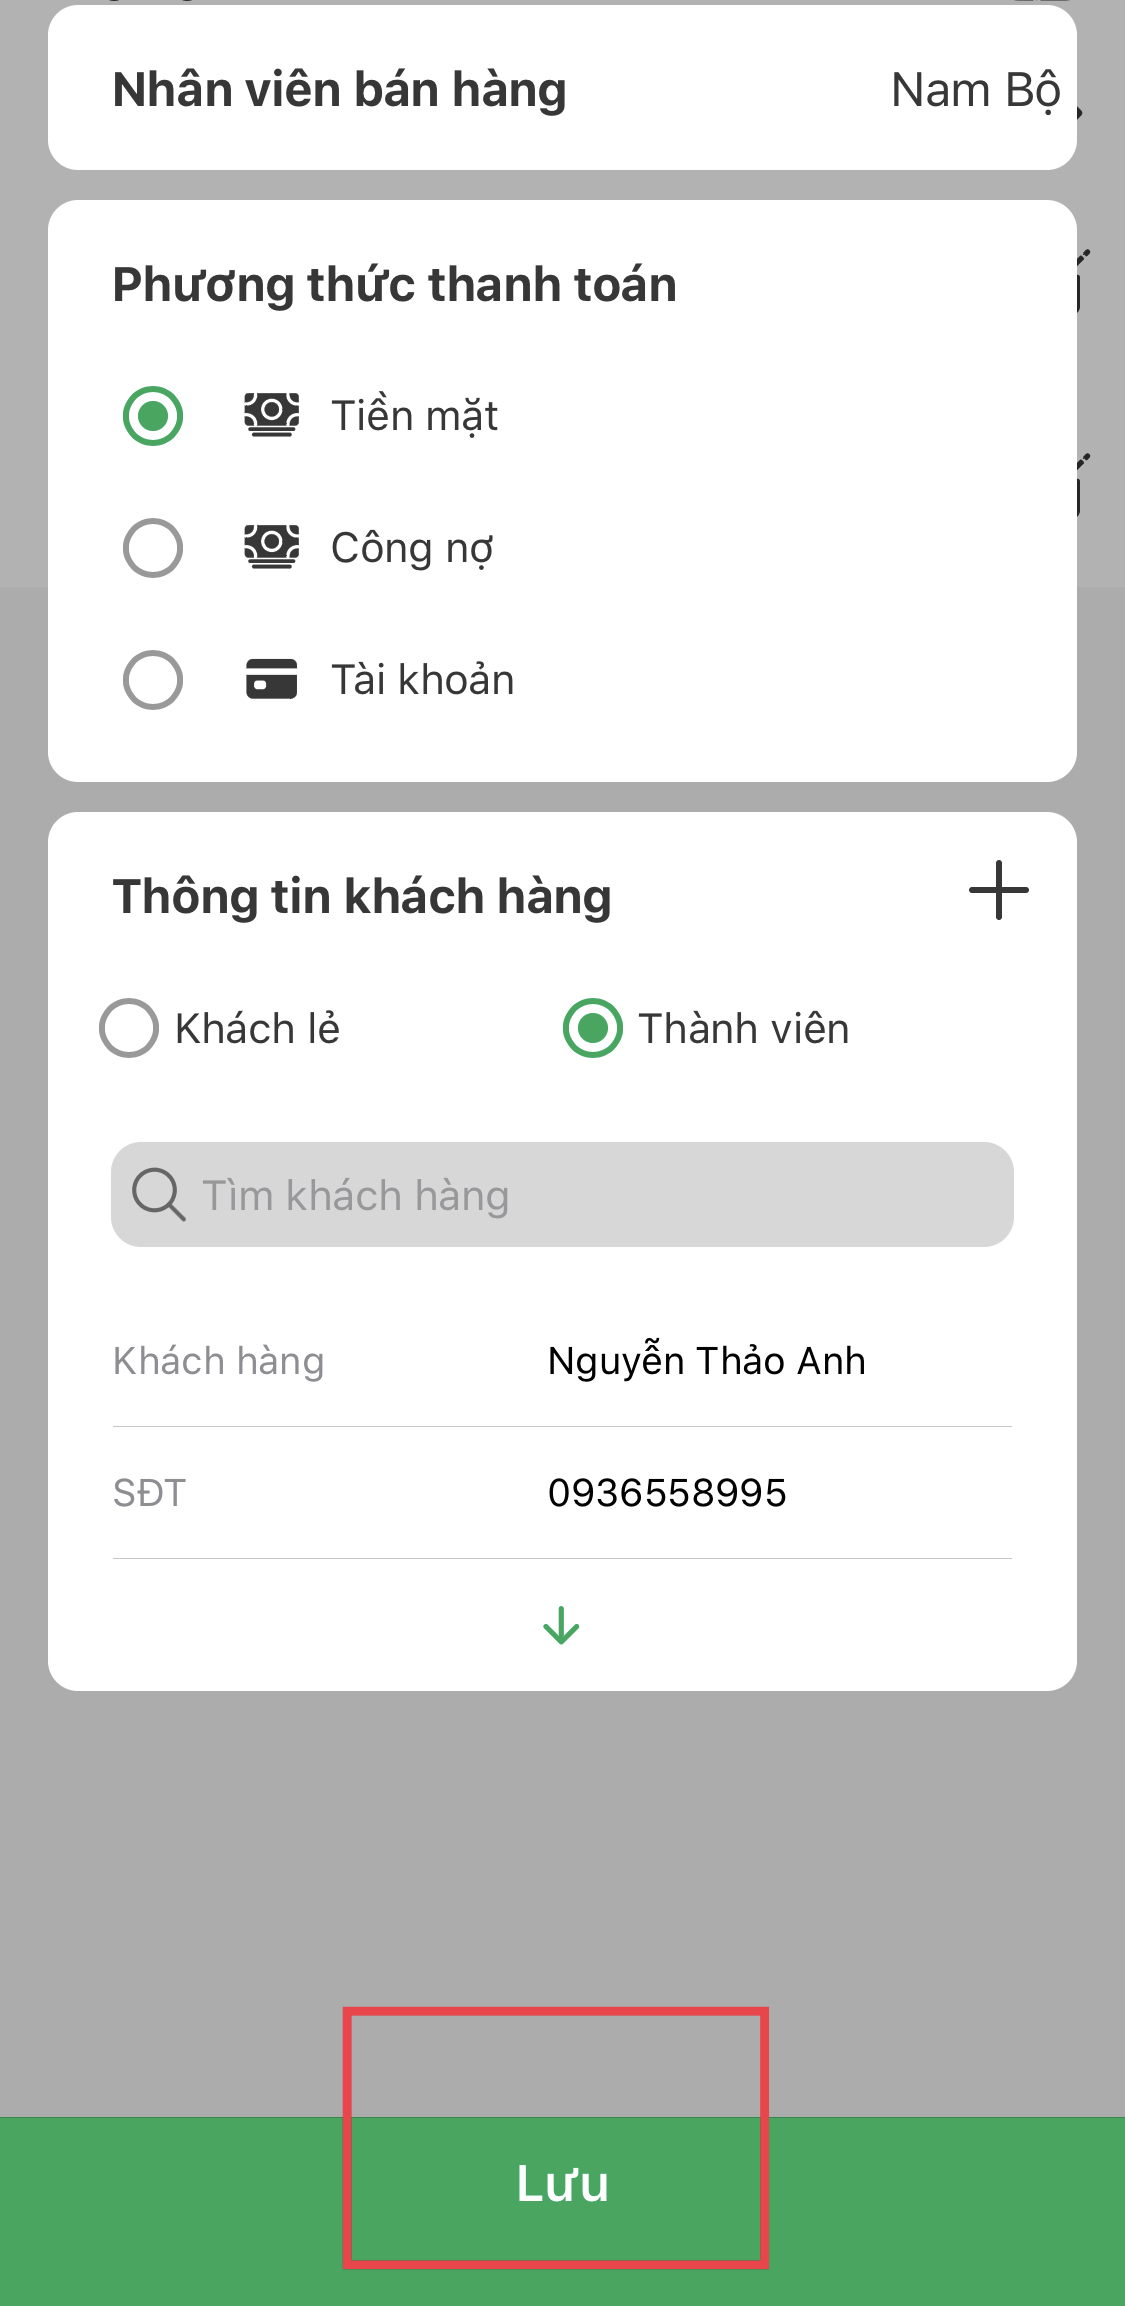 Nhân viên bán hàng Nam Bộ
Phương thức thanh toán
Tiền mặt
Công nợ
Tài khoản
Thông tin khách hàng
Khách lẻ Thành viên
Tìm khách hàng
Khách hàng Nguyễn Thảo Anh
SĐT 0936558995
Lưu